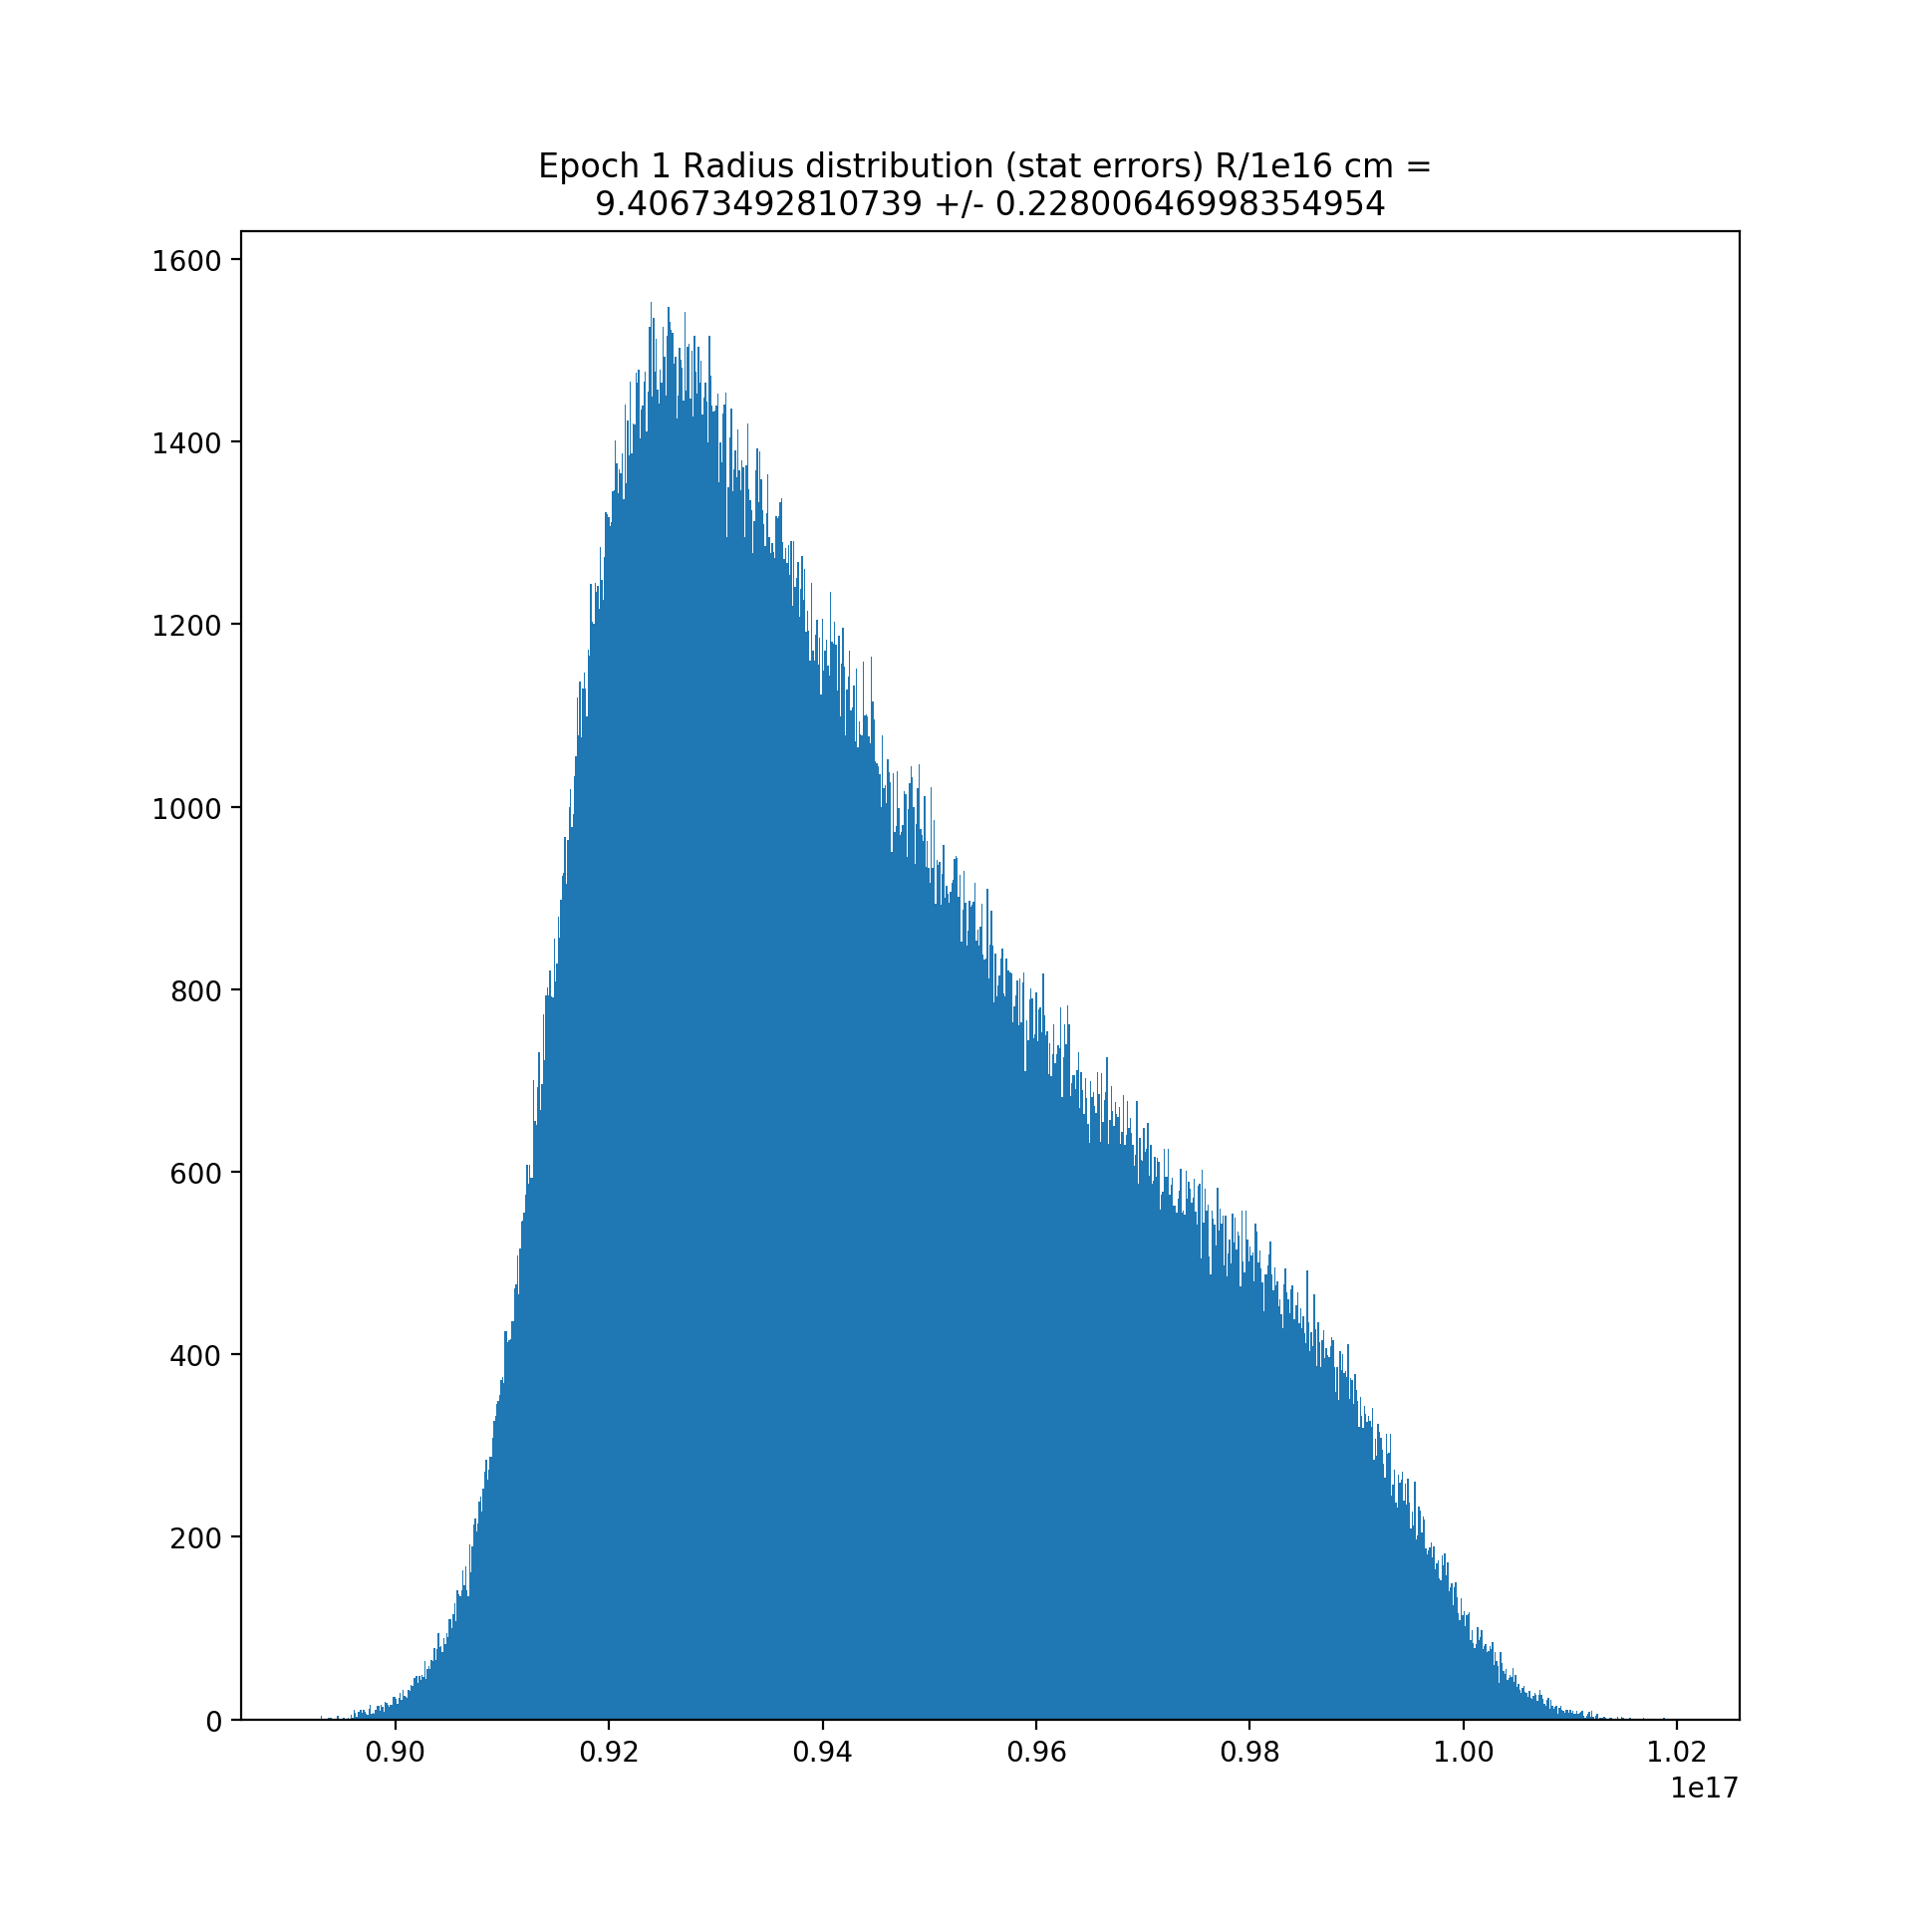 Epoch 1 Radius distribution (stat errors) R/1e16 cm =
9.40673492810739 +/- 0.22800646998354954
1600
1400
1200
1000
800
600
400
200
0
0.90 0.92 0.94 0.96 0.98 1.00 1.02
1e17